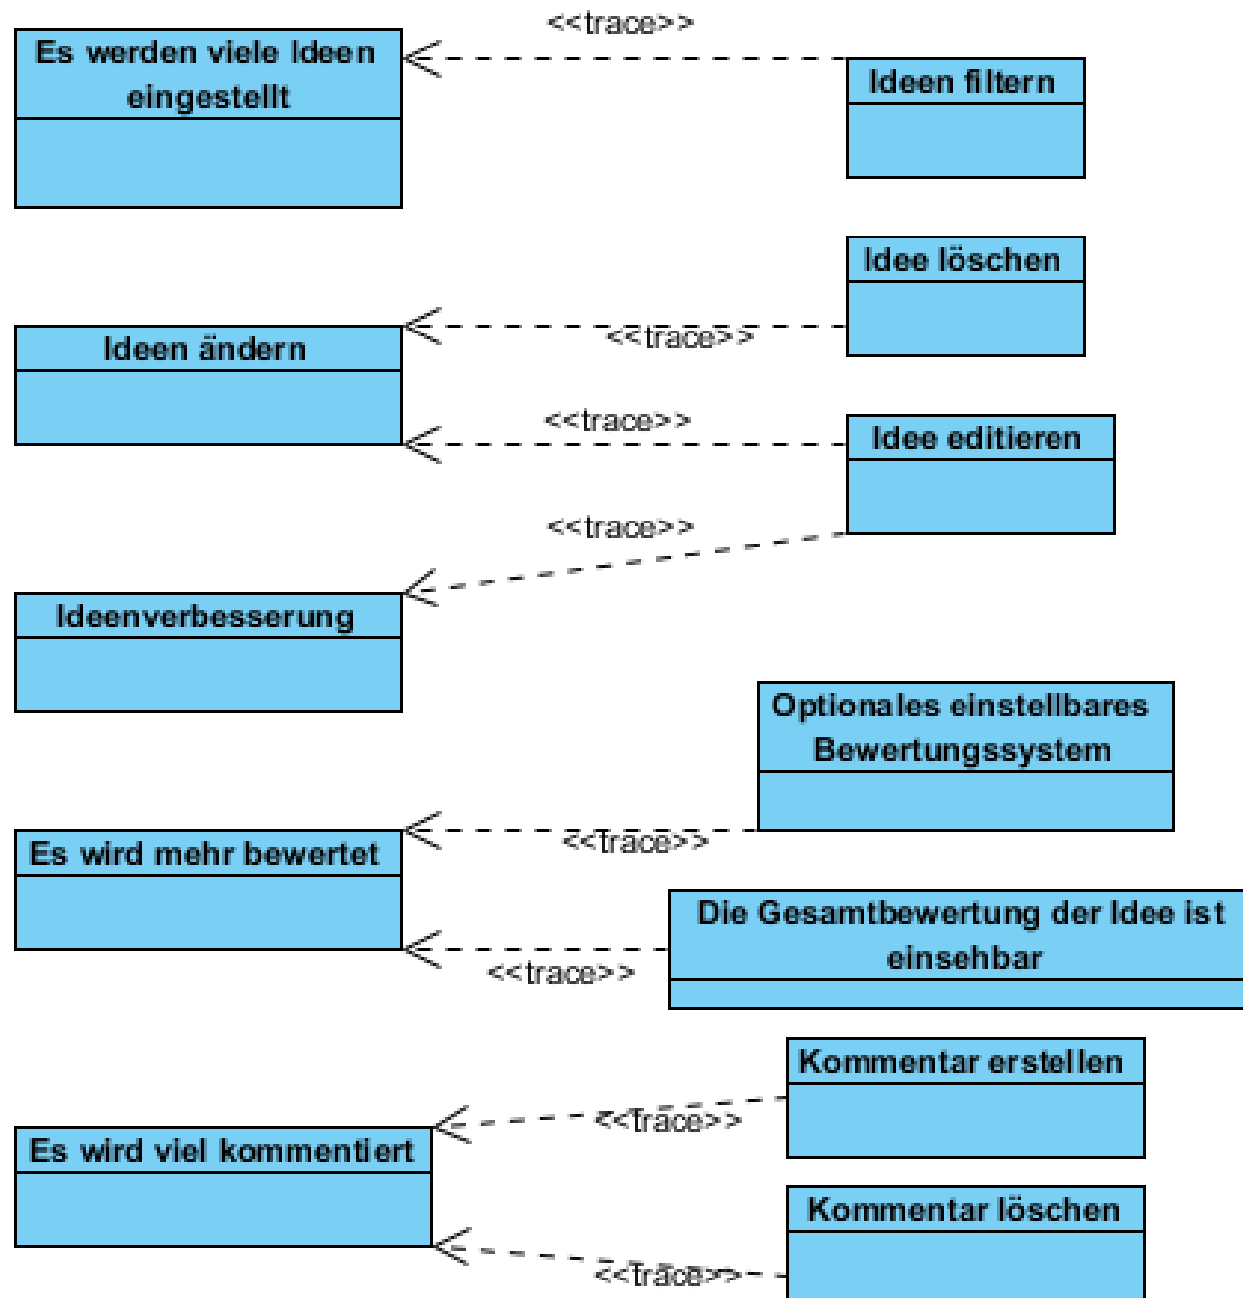 <<trace>>
Es werden viele Ideen
eingestellt
Ideen filtern
Idee löschen
<<trace>>
Ideen ändern
<<trace>>
Idee editieren
<<trace>>
Ideenverbesserung
Optionales einstellbares
Bewertungssystem
<<trace>>
Es wird mehr bewertet
Die Gesamtbewertung der Idee ist
einsehbar
<<trace>>
Kommentar erstellen
<<trace>>
Es wird viel kommentiert
Kommentar löschen
<<trace>>